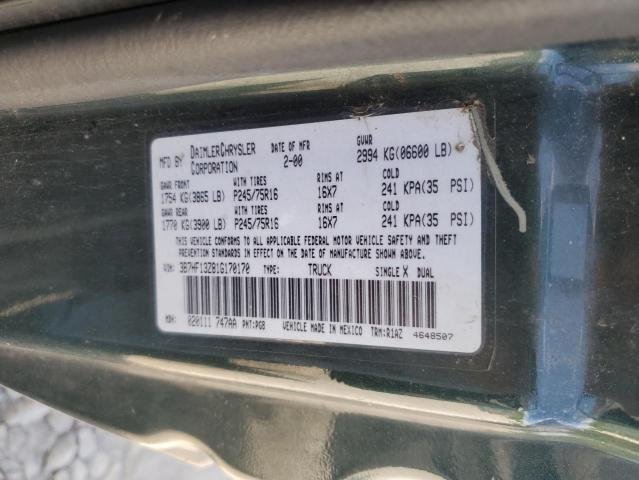 MFD BY DAIMLERCHRYSLER CORPORATION DATE OF MFR 2-00 GVWR 2994 KG(06600 LB)
GAWR FRONT WITH TIRES RIMS AT COLD
1754 KG(3865 LB) P245/75R16 16X7 241 KPA(35 PSI)
GAWR REAR WITH TIRES RIMS AT COLD
1770 KG(3900 LB) P245/75R16 16X7 241 KPA(35 PSI)
THIS VEHICLE CONFORMS TO ALL APPLICABLE FEDERAL MOTOR VEHICLE SAFETY AND THEFT
PREVENTION STANDARDS IN EFFECT ON THE DATE OF MANUFACTURE SHOWN ABOVE.
VIN: 3B7HF13Z81G170170 TYPE: TRUCK SINGLE X DUAL
MDH: 020111 747AA PNT:PG8 VEHICLE MADE IN MEXICO TRM:R1AZ 4648507